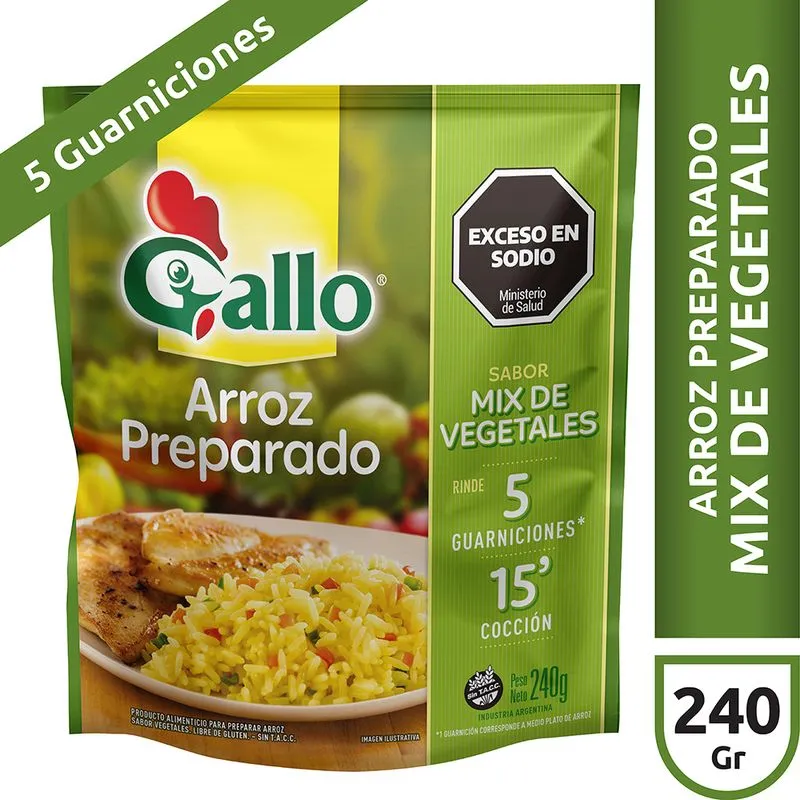 5 Guarniciones
Gallo®
Arroz
Preparado
EXCESO EN
SODIO
Ministerio
de Salud
SABOR
MIX DE
VEGETALES
RINDE 5
GUARNICIONES*
15’
COCCIÓN
Sin T.A.C.C.
Peso
Neto 240g
INDUSTRIA ARGENTINA
*1 GUARNICIÓN CORRESPONDE A MEDIO PLATO DE ARROZ
PRODUCTO ALIMENTICIO PARA PREPARAR ARROZ
SABOR VEGETALES. LIBRE DE GLUTEN. - SIN T.A.C.C.
IMAGEN ILUSTRATIVA
ARROZ PREPARADO
MIX DE VEGETALES
240
Gr